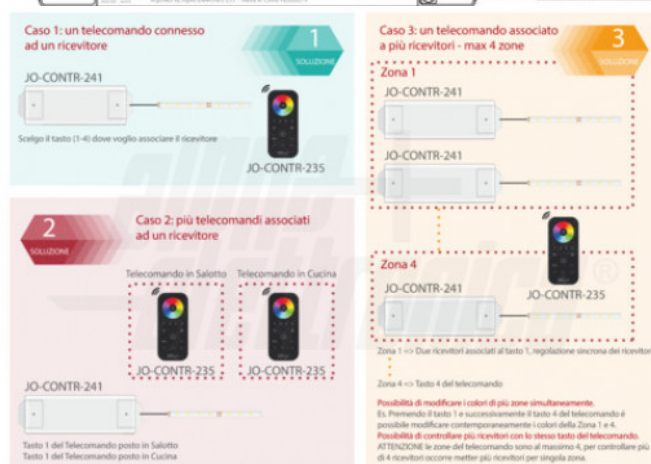 Caso 1: un telecomando connesso
ad un ricevitore
1
SOLUZIONE
JO-CONTR-241
Scelgo il tasto (1-4) dove voglio associare il ricevitore
JO-CONTR-235
2
SOLUZIONE
Caso 2: più telecomandi associati
ad un ricevitore
Telecomando in Salotto Telecomando in Cucina
JO-CONTR-235 JO-CONTR-235
JO-CONTR-241
Tasto 1 del Telecomando posto in Salotto
Tasto 1 del Telecomando posto in Cucina
Caso 3: un telecomando associato
a più ricevitori - max 4 zone
3
SOLUZIONE
Zona 1
JO-CONTR-241
JO-CONTR-241
Zona 4
JO-CONTR-241
JO-CONTR-235
Zona 1 => Due ricevitori associati al tasto 1, regolazione sincrona dei ricevitori
Zona 4 => Tasto 4 del telecomando
Possibilità di modificare i colori di più zone simultaneamente.
Es. Premendo il tasto 1 e successivamente il tasto 4 del telecomando é
possibile modificare contemporaneamente i colori della Zona 1 e 4.
Possibilità di controllare più ricevitori con lo stesso tasto del telecomando.
ATTENZIONE le zone del telecomando sono al massimo 4, per controllare più
di 4 ricevitori occorre metter più ricevitori per singola zona.